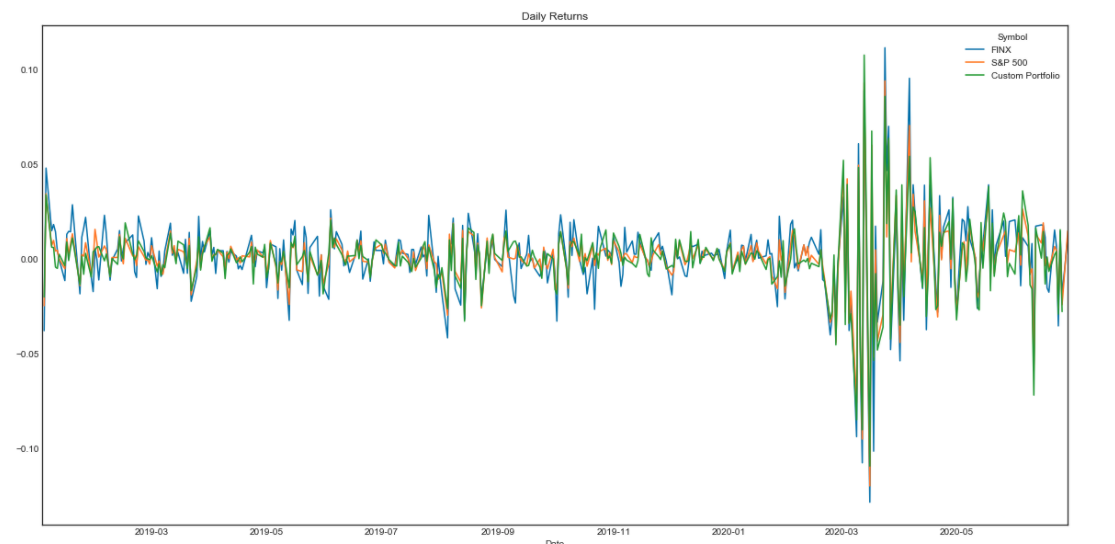 Daily Returns
Symbol
FINX
S&P 500
Custom Portfolio
0.10
0.05
0.00
−0.05
−0.10
2019-03 2019-05 2019-07 2019-09 2019-11 2020-01 2020-03 2020-05
Date